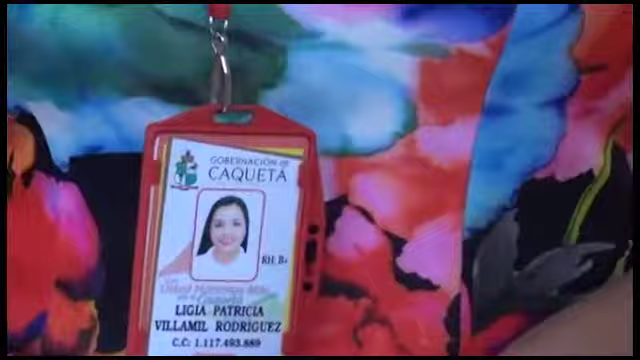 GOBERNACIÓN DE
CAQUETÁ
RH: B+
LIGIA PATRICIA
VILLAMIL RODRIGUEZ
C.C: 1.117.493.889